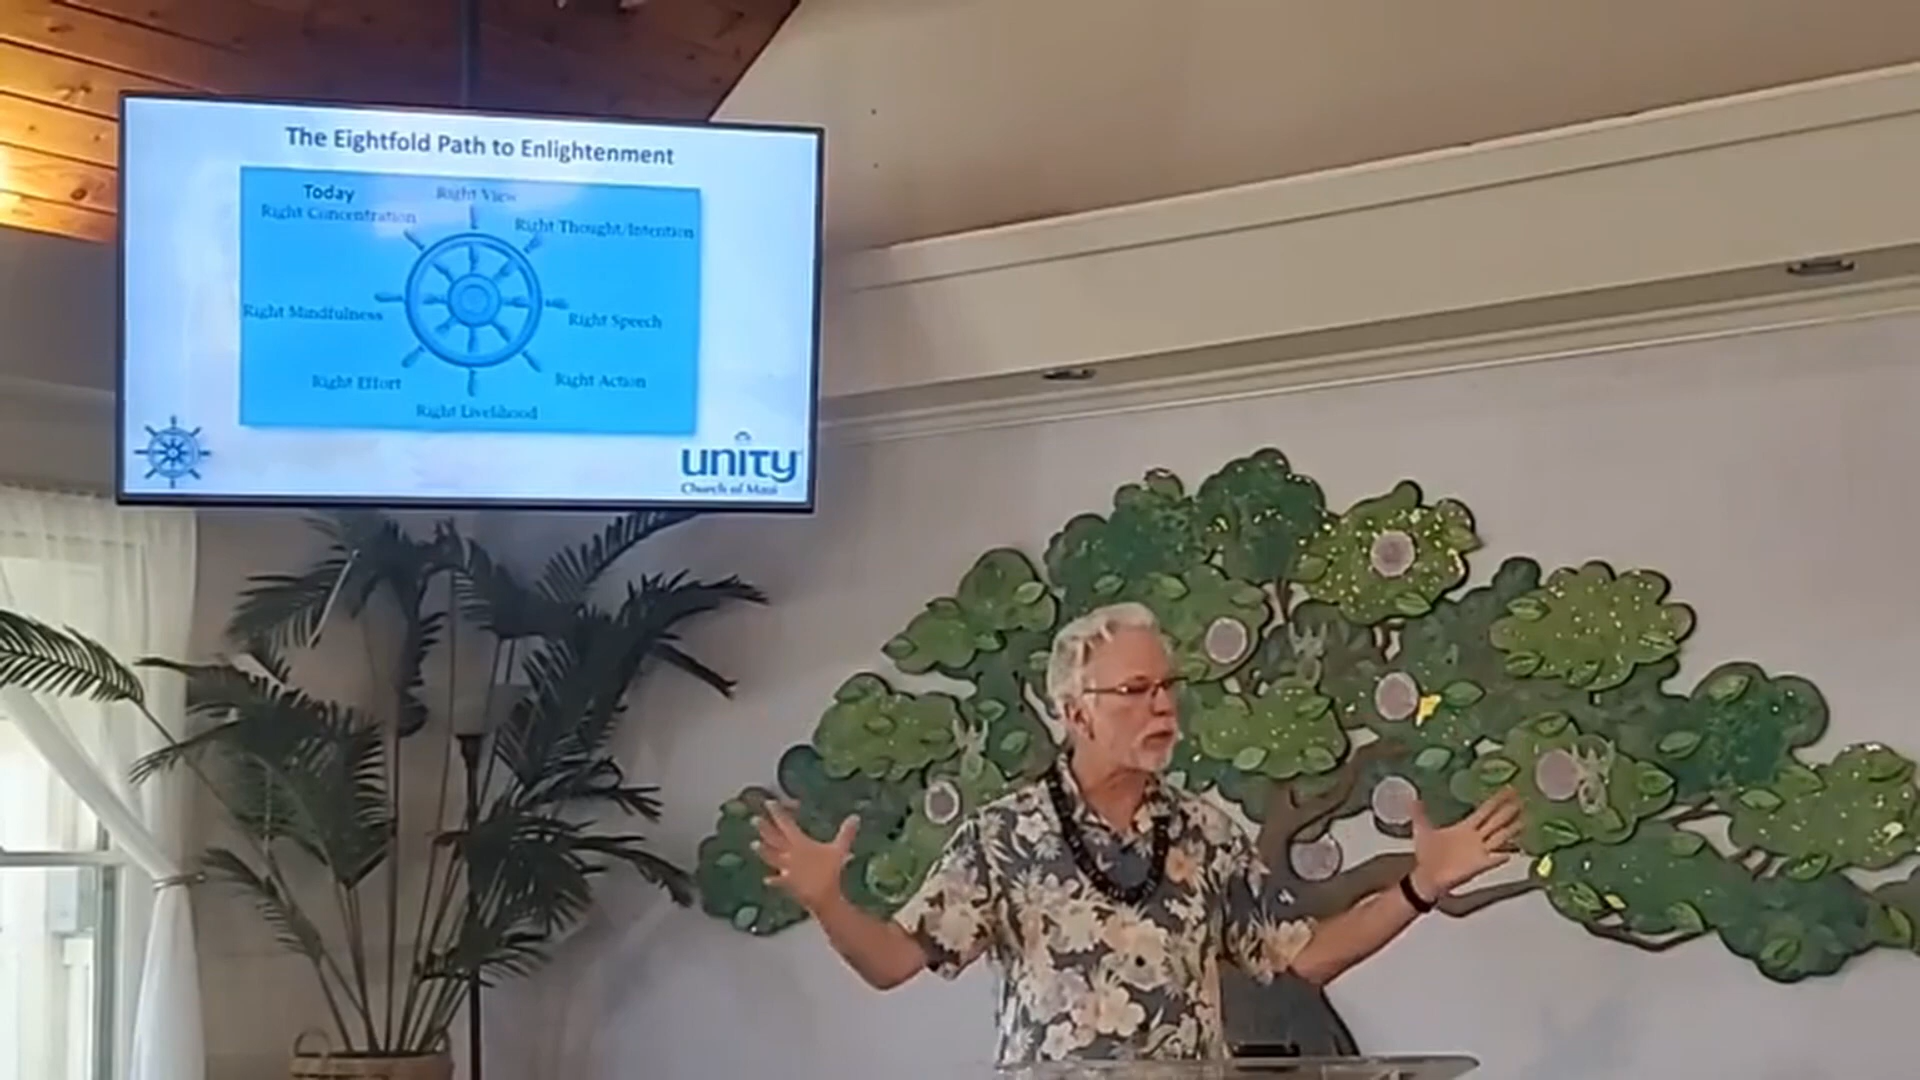 The Eightfold Path to Enlightenment
Today
Right View
Right Concentration
Right Thought/Intention
Right Mindfulness
Right Speech
Right Effort
Right Action
Right Livelihood
unity
Church of Maui